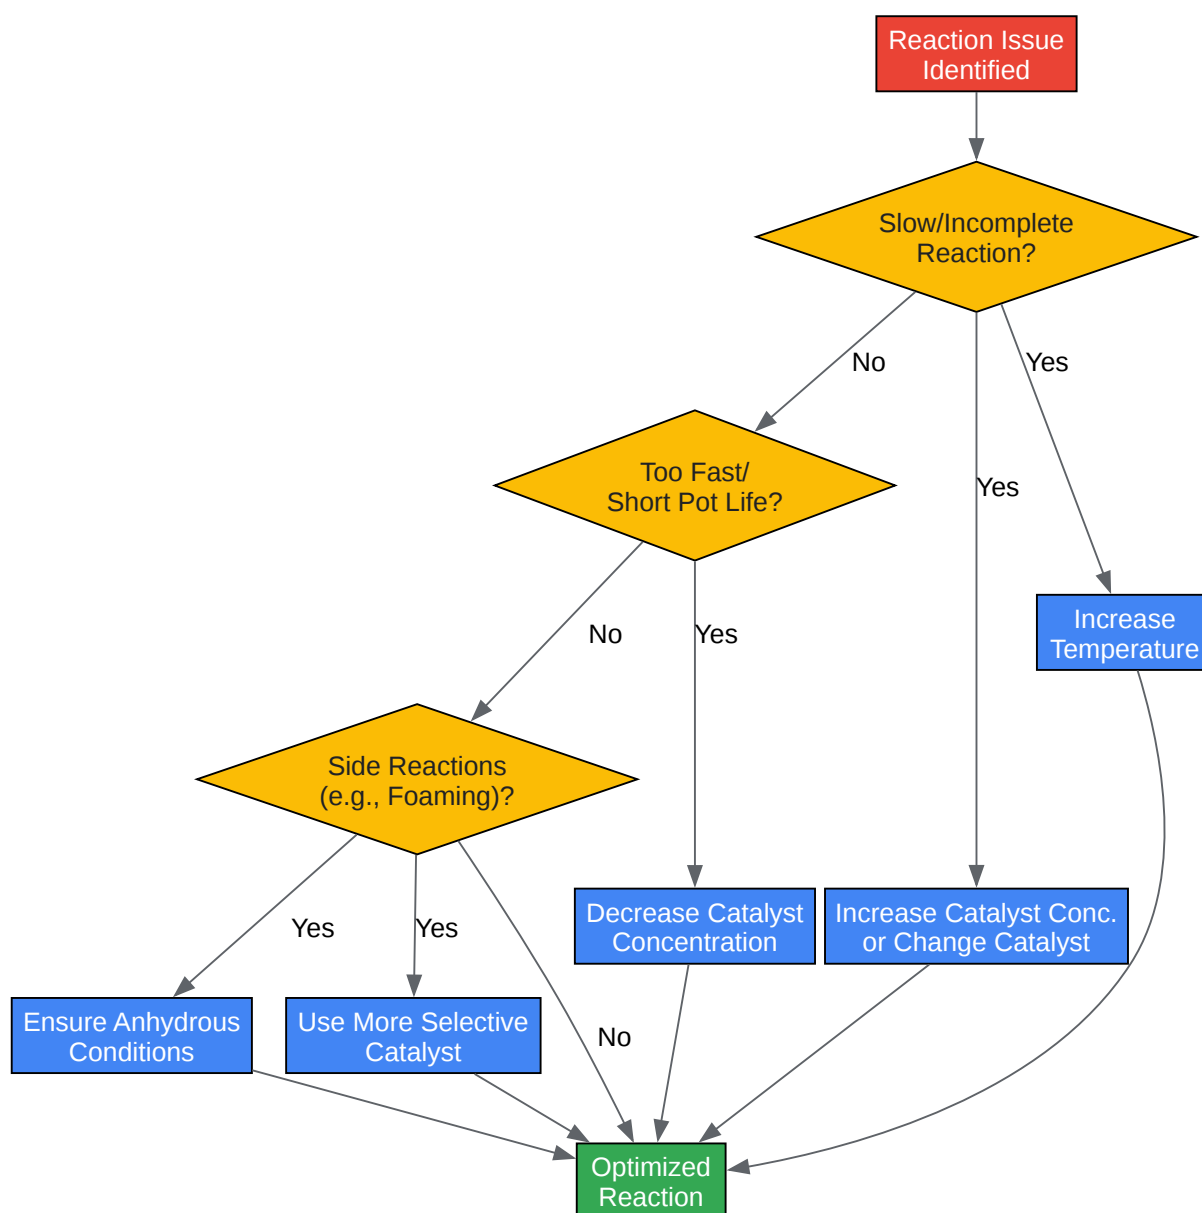 Reaction Issue
Identified
Slow/Incomplete
Reaction?
No
Yes
Yes
Too Fast/
Short Pot Life?
No
Yes
Increase
Temperature
Side Reactions
(e.g., Foaming)?
Yes
Yes
No
Decrease Catalyst
Concentration
Increase Catalyst Conc.
or Change Catalyst
Ensure Anhydrous
Conditions
Use More Selective
Catalyst
Optimized
Reaction